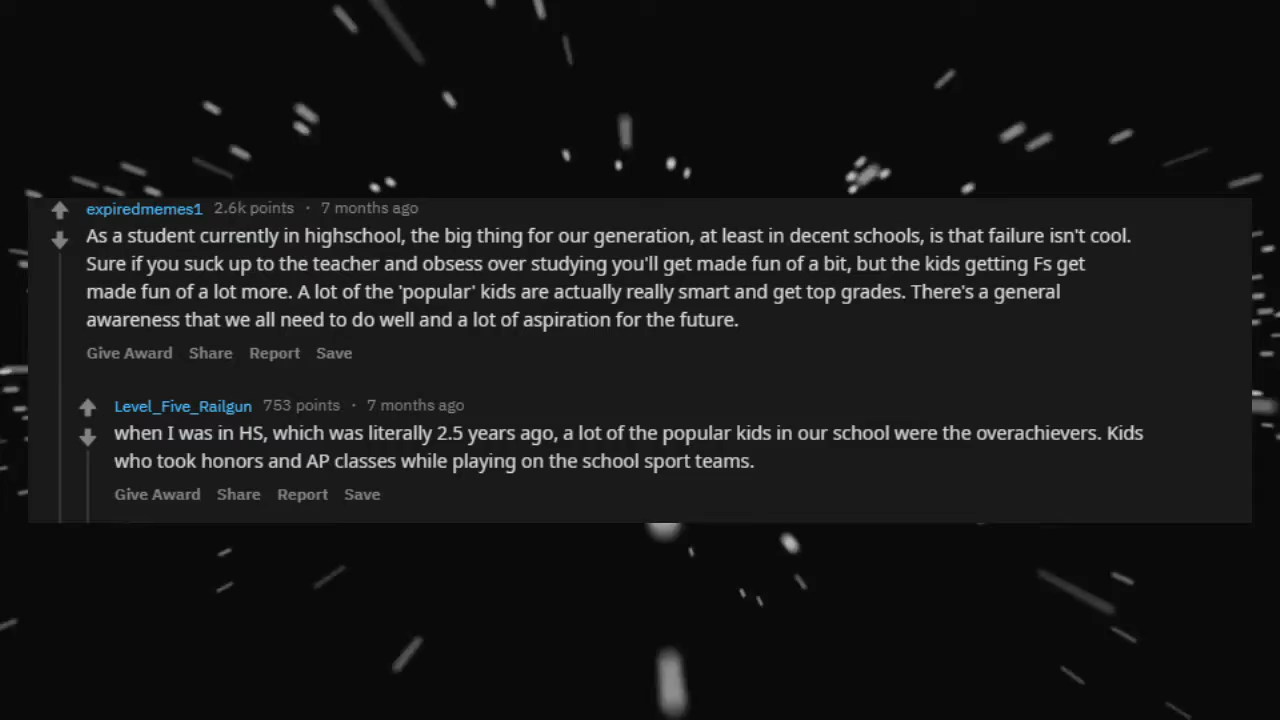 expiredmemes1 2.6k points · 7 months ago
As a student currently in highschool, the big thing for our generation, at least in decent schools, is that failure isn't cool.
Sure if you suck up to the teacher and obsess over studying you'll get made fun of a bit, but the kids getting Fs get
made fun of a lot more. A lot of the 'popular' kids are actually really smart and get top grades. There's a general
awareness that we all need to do well and a lot of aspiration for the future.
Give Award Share Report Save
Level_Five_Railgun 753 points · 7 months ago
when I was in HS, which was literally 2.5 years ago, a lot of the popular kids in our school were the overachievers. Kids
who took honors and AP classes while playing on the school sport teams.
Give Award Share Report Save